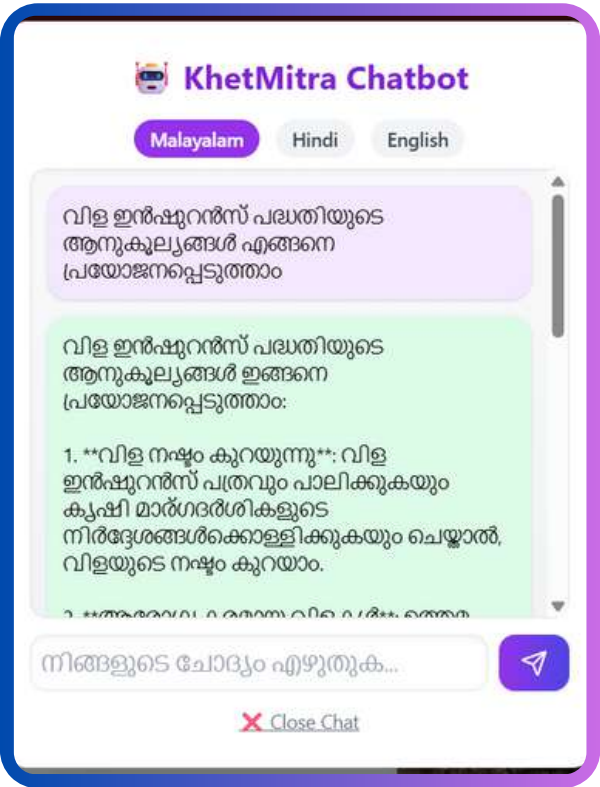 KhetMitra Chatbot
Malayalam Hindi English
വിള ഇൻഷുറൻസ് പദ്ധതിയുടെ
ആനുകൂല്യങ്ങൾ എങ്ങനെ
പ്രയോജനപ്പെടുത്താം
വിള ഇൻഷുറൻസ് പദ്ധതിയുടെ
ആനുകൂല്യങ്ങൾ ഇങ്ങനെ
പ്രയോജനപ്പെടുത്താം:
1. **വിള നഷ്ടം കുറയുന്നു**: വിള
ഇൻഷുറൻസ് പത്രവും പാലിക്കുകയും
കൃഷി മാർഗദർശികളുടെ
നിർദ്ദേശങ്ങൾക്കൊള്ളിക്കുകയും ചെയ്താൽ,
വിളയുടെ നഷ്ടം കുറയാം.
നിങ്ങളുടെ ചോദ്യം എഴുതുക...
Close Chat